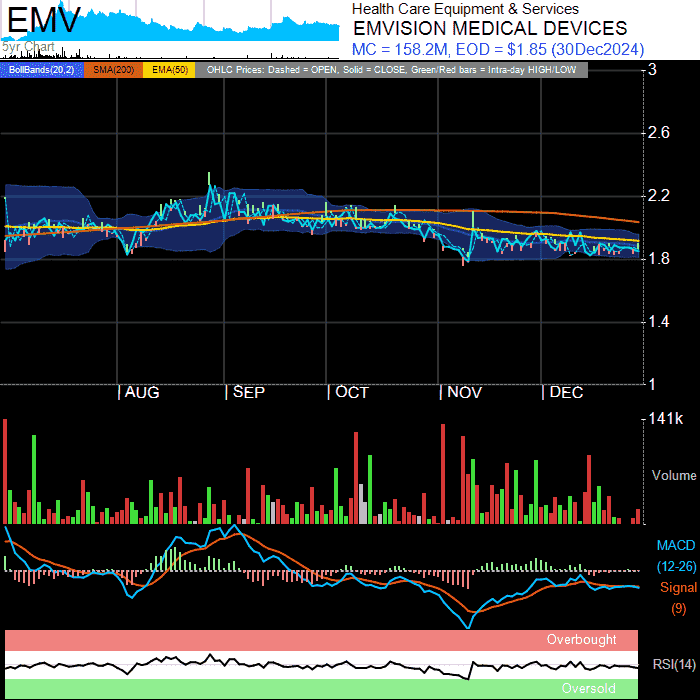 EMV
5yr Chart
Health Care Equipment & Services
EMVISION MEDICAL DEVICES
MC = 158.2M, EOD = $1.85 (30Dec2024)
BollBands(20,2) SMA(200) EMA(50) OHLC Prices: Dashed = OPEN, Solid = CLOSE, Green/Red bars = Intra-day HIGH/LOW
3
2.6
2.2
1.8
1.4
1
AUG SEP OCT NOV DEC
141k
Volume
MACD
(12-26)
Signal
(9)
Overbought
RSI(14)
Oversold